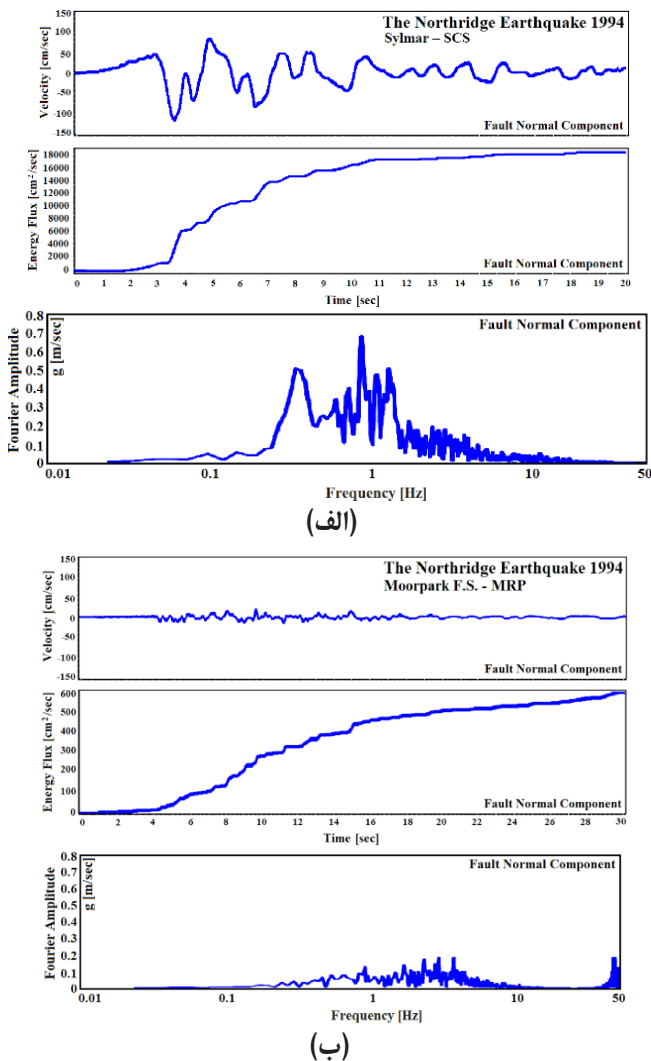 The Northridge Earthquake 1994
Sylmar – SCS
Velocity [cm/sec]
150
100
50
0
-50
-100
-150
Fault Normal Component
Energy Flux [cm²/sec]
18000
16000
14000
12000
10000
8000
6000
4000
2000
0
Fault Normal Component
0 1 2 3 4 5 6 7 8 9 10 11 12 13 14 15 16 17 18 19 20
Time [sec]
Fourier Amplitude
g [m/sec]
0.8
0.7
0.6
0.5
0.4
0.3
0.2
0.1
0
Fault Normal Component
0.01 0.1 1 10 50
Frequency [Hz]
(الف)
The Northridge Earthquake 1994
Moorpark F.S. - MRP
Velocity [cm/sec]
150
100
50
0
-50
-100
-150
Fault Normal Component
Energy Flux [cm²/sec]
600
500
400
300
200
100
0
Fault Normal Component
0 2 4 6 8 10 12 14 16 18 20 22 24 26 28 30
Time [sec]
Fourier Amplitude
g [m/sec]
0.8
0.7
0.6
0.5
0.4
0.3
0.2
0.1
0
Fault Normal Component
0.01 0.1 1 10 50
Frequency [Hz]
(ب)